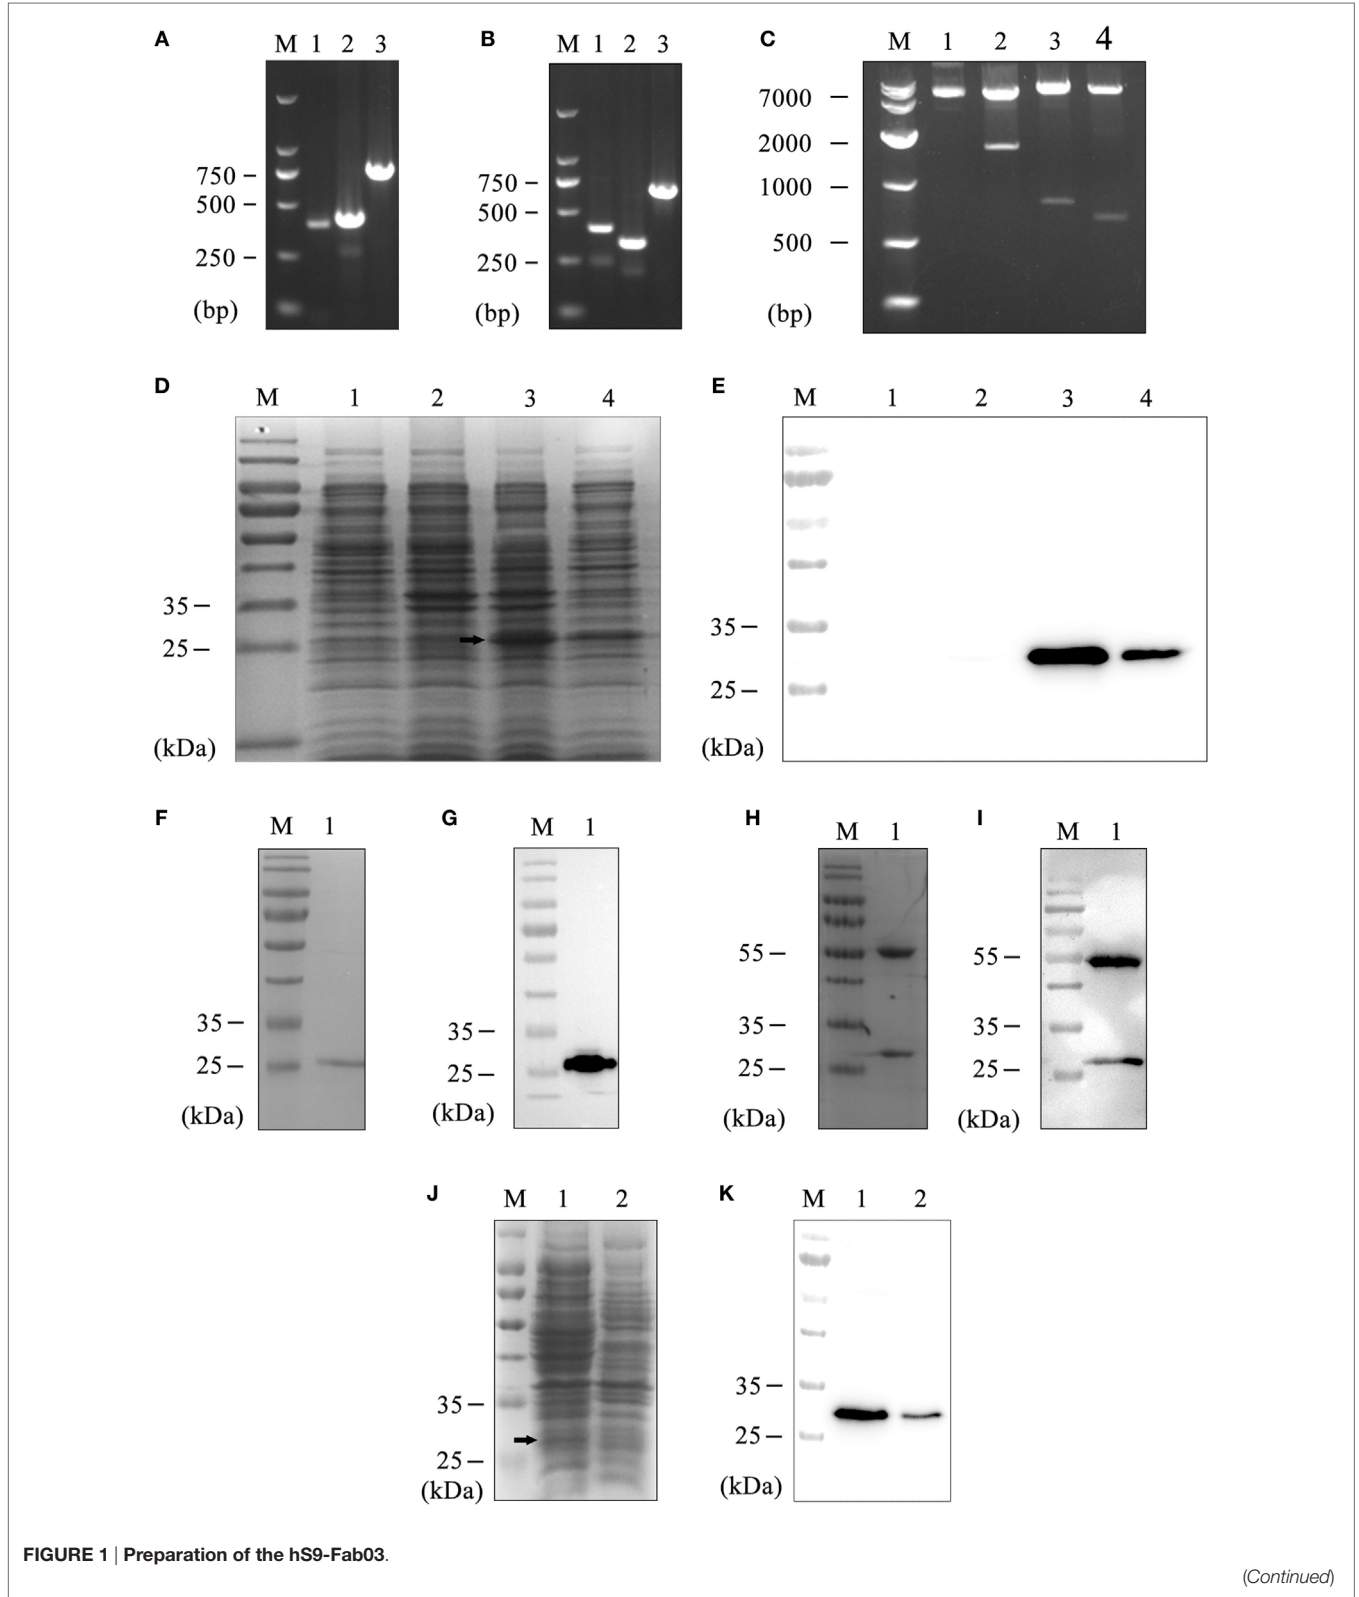 A
M 1 2 3
750
500
250
(bp)
B
M 1 2 3
750
500
250
(bp)
C
M 1 2 3 4
7000
2000
1000
500
(bp)
D
M 1 2 3 4
35
25
(kDa)
E
M 1 2 3 4
35
25
(kDa)
F
M 1
35
25
(kDa)
G
M 1
35
25
(kDa)
H
M 1
55
35
25
(kDa)
I
M 1
55
35
25
(kDa)
J
M 1 2
35
25
(kDa)
K
M 1 2
35
25
(kDa)
FIGURE 1 | Preparation of the hS9-Fab03.
(Continued)